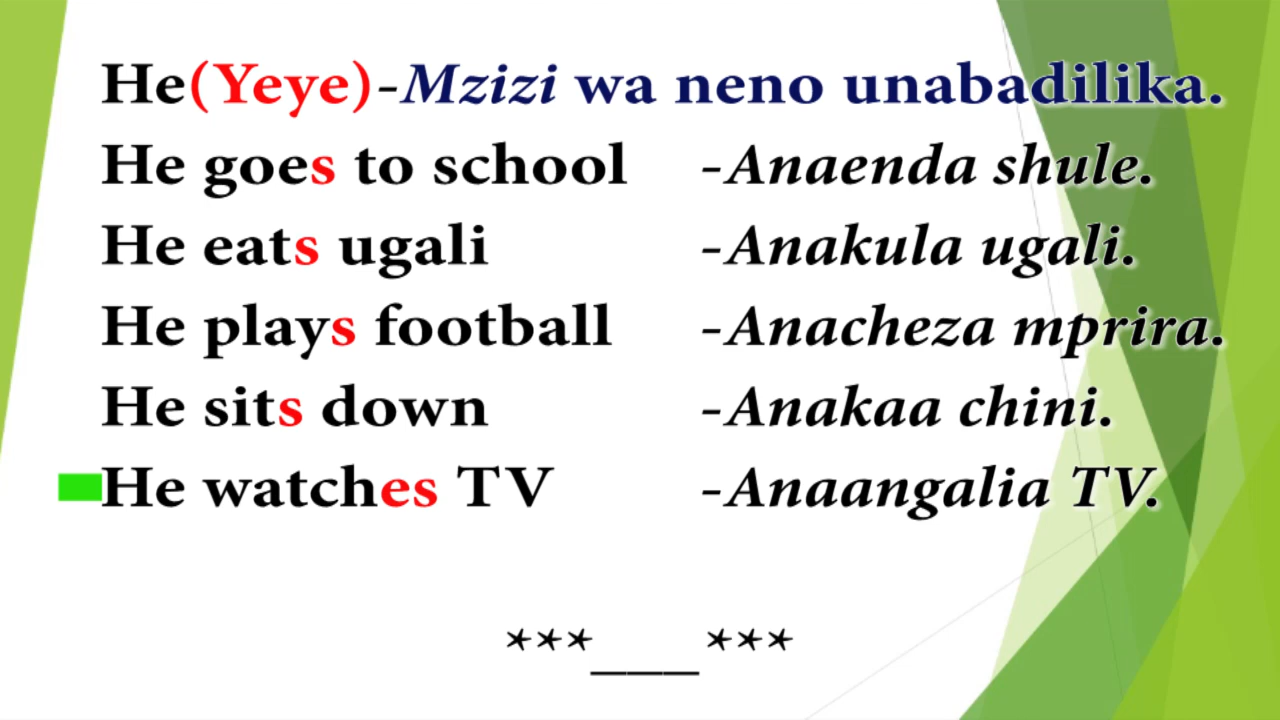 He(Yeye)-Mzizi wa neno unabadilika.
He goes to school -Anaenda shule.
He eats ugali -Anakula ugali.
He plays football -Anacheza mprira.
He sits down -Anakaa chini.
He watches TV -Anaangalia TV.
***___***